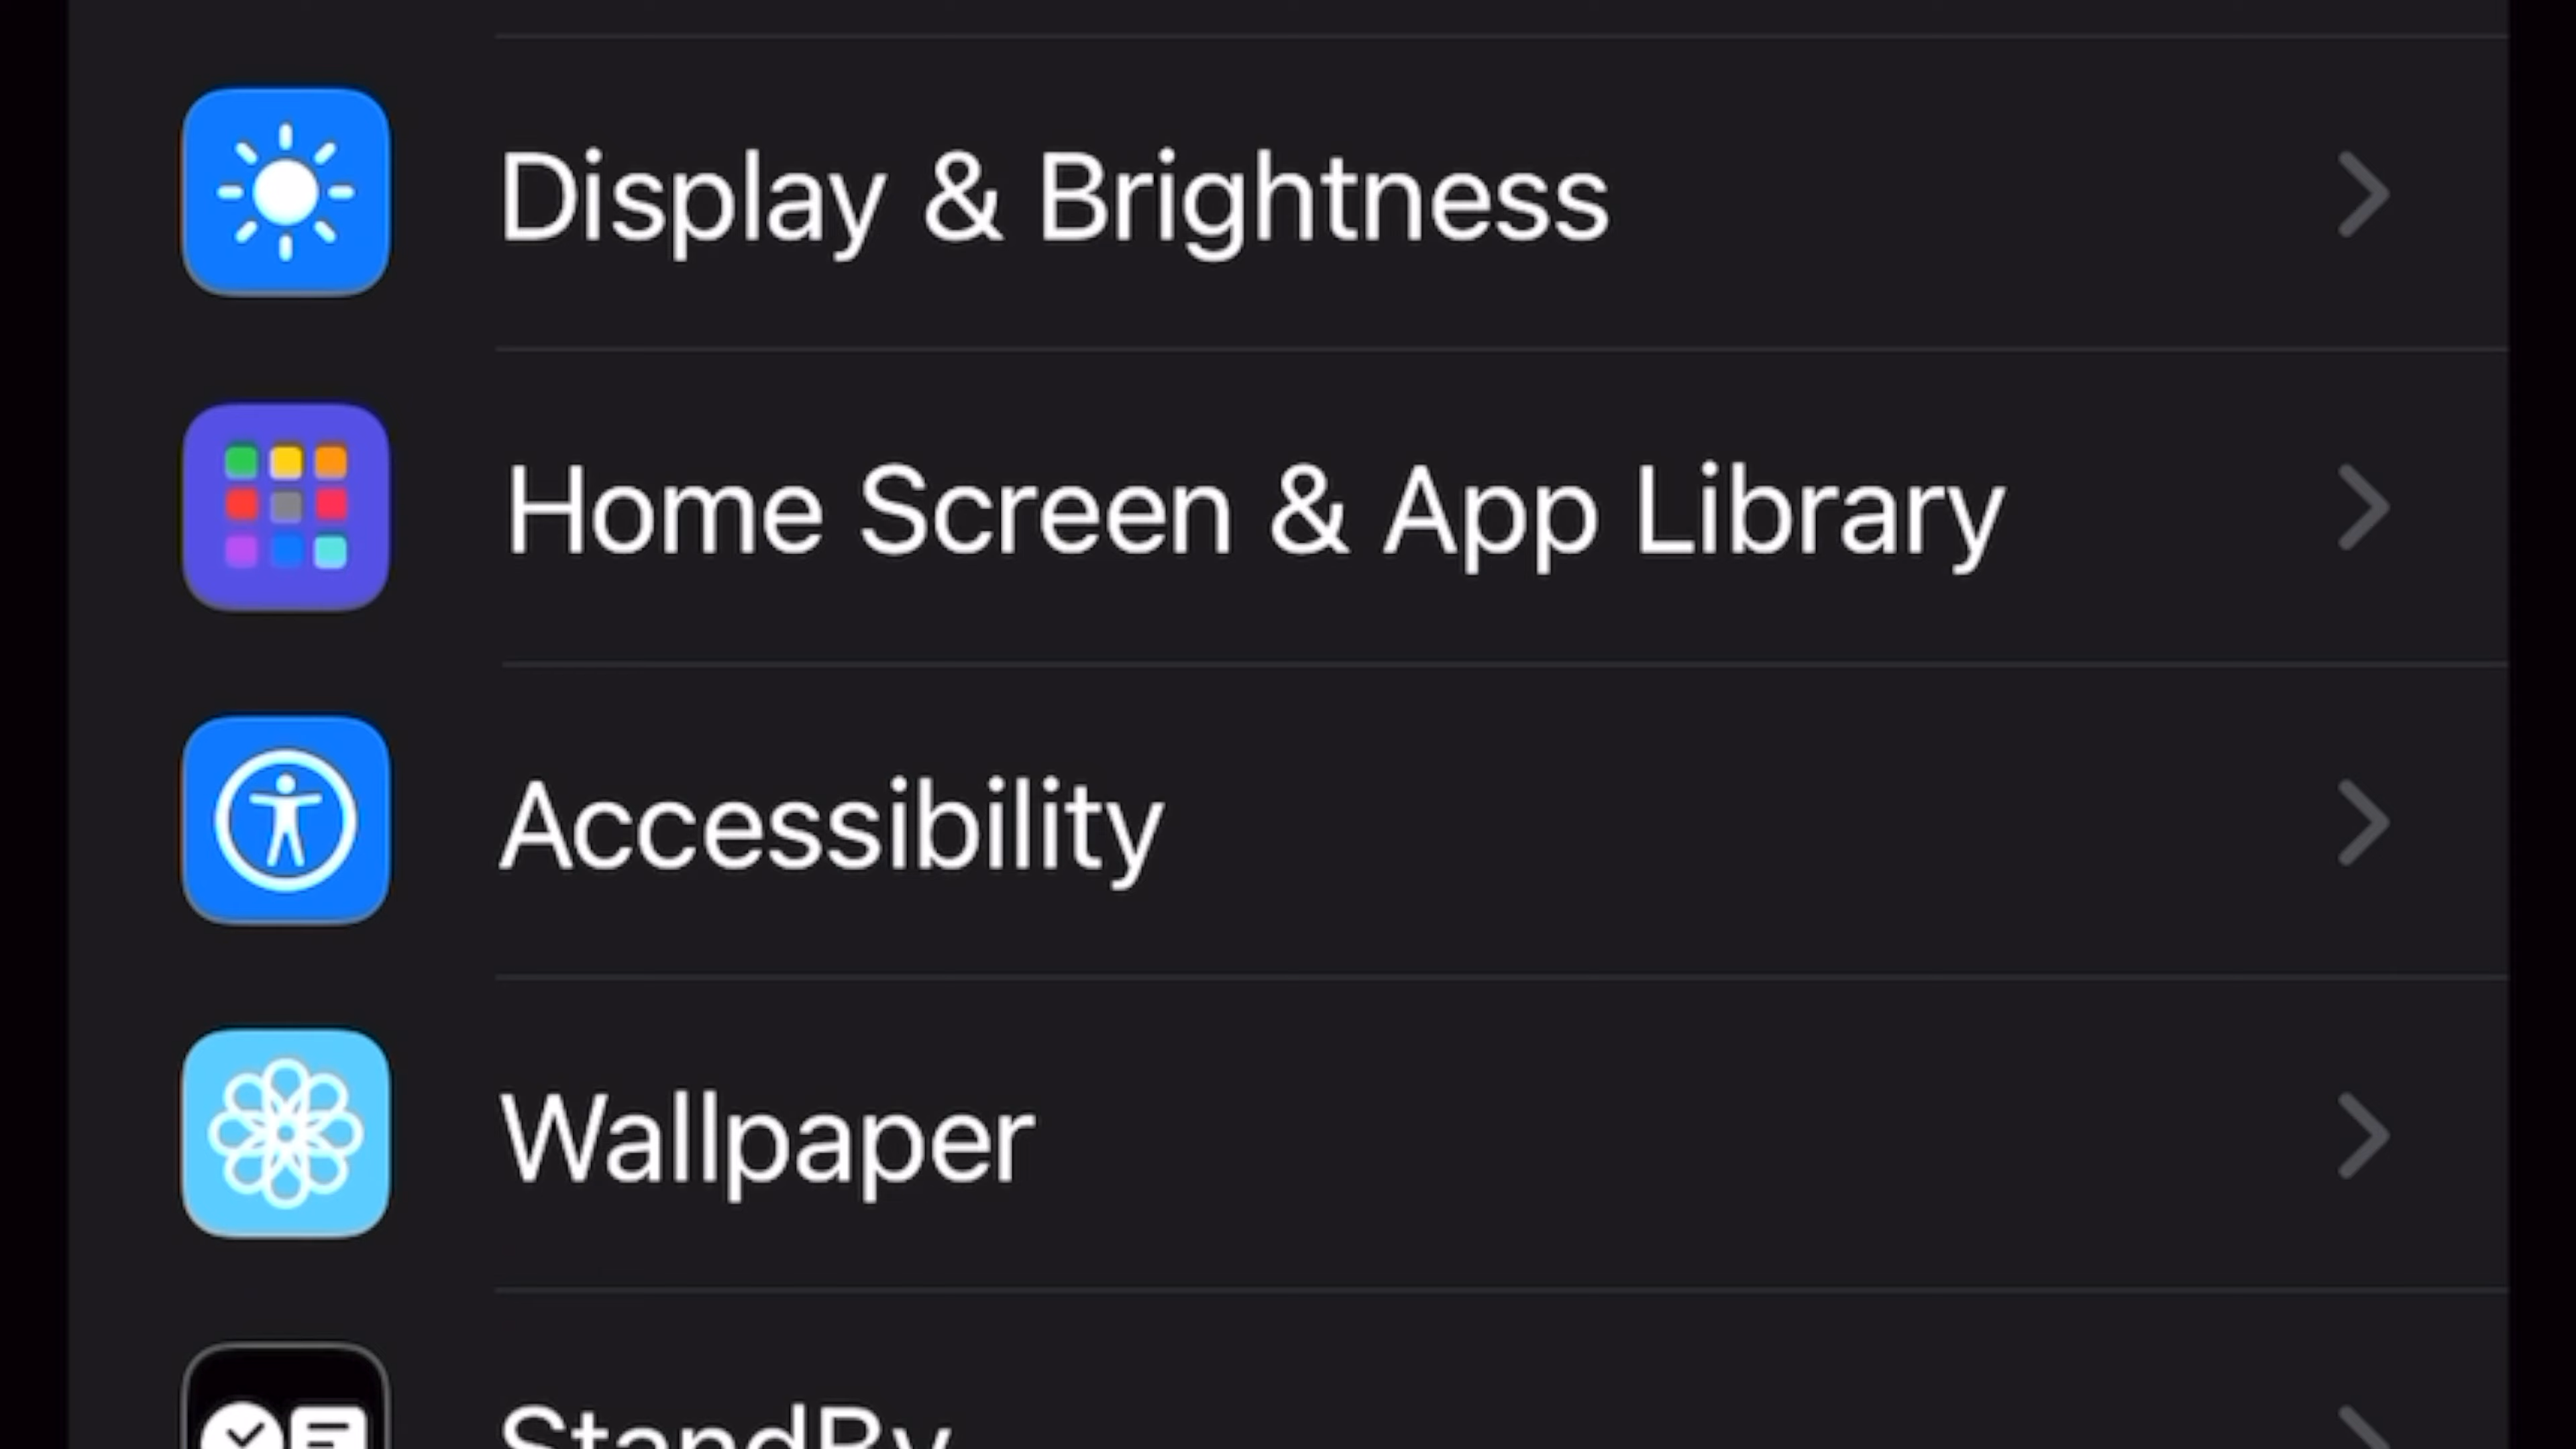 Display & Brightness
Home Screen & App Library
Accessibility
Wallpaper
StandBy